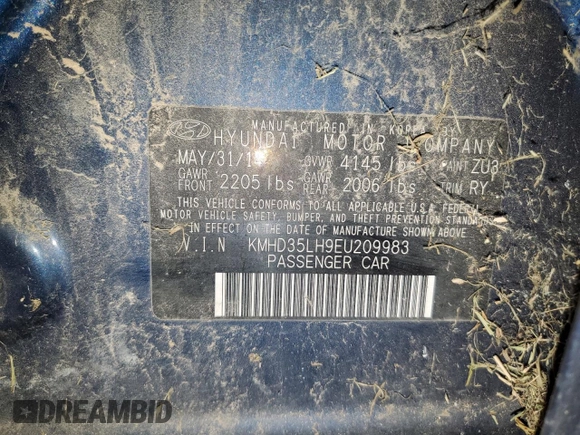 MANUFACTURED IN KOREA BY
HYUNDAI MOTOR COMPANY
MAY/31/ GVWR 4145 lbs PAINT ZU3
GAWR FRONT 2205 lbs GAWR REAR 2006 lbs TRIM RY
THIS VEHICLE CONFORMS TO ALL APPLICABLE U.S.A. FEDERAL
MOTOR VEHICLE SAFETY, BUMPER, AND THEFT PREVENTION STANDARDS
IN EFFECT ON THE DATE OF MANUFACTURE SHOWN ABOVE.
V.I.N KMHD35LH9EU209983
PASSENGER CAR
DREAMBID